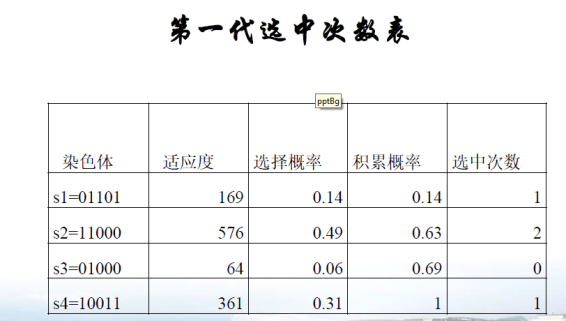 第一代选中次数表
pptBg
染色体 适应度 选择概率 积累概率 选中次数
s1=01101 169 0.14 0.14 1
s2=11000 576 0.49 0.63 2
s3=01000 64 0.06 0.69 0
s4=10011 361 0.31 1 1